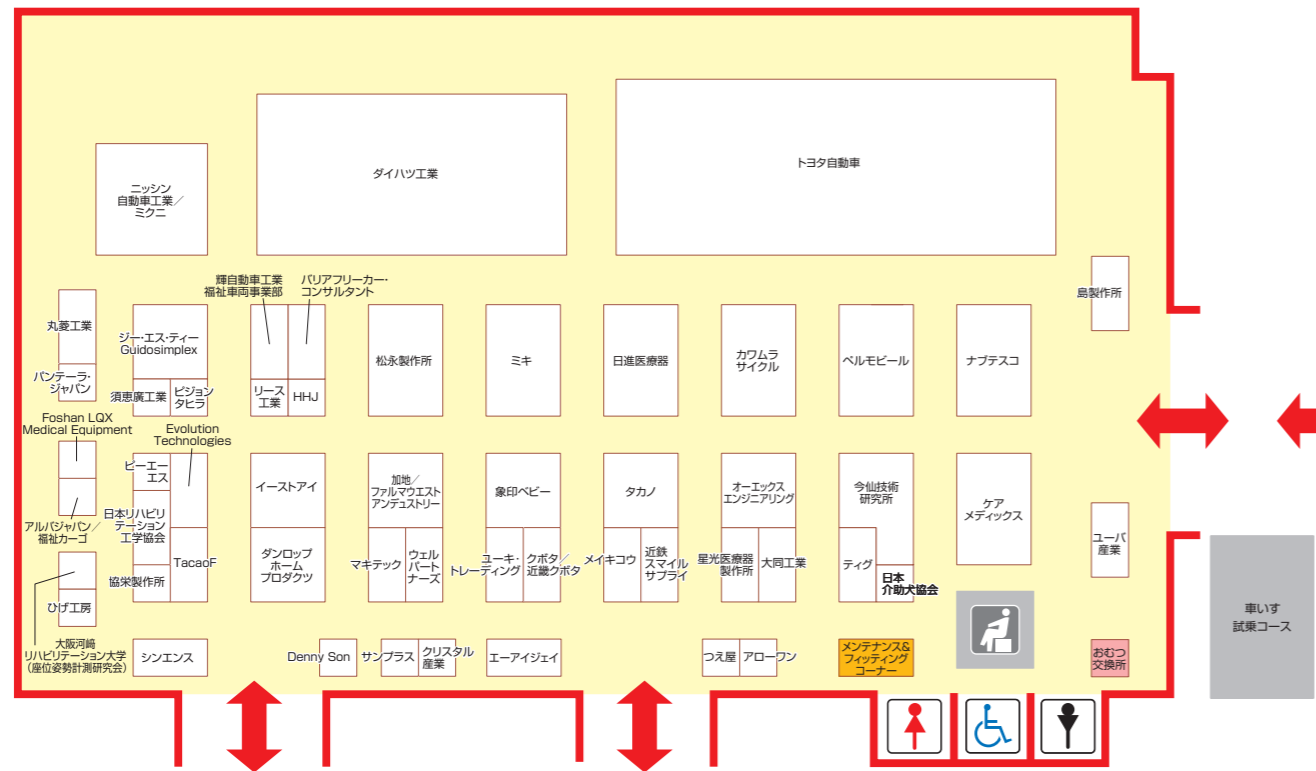 トヨタ自動車
ダイハツ工業
ニッシン
自動車工業／
ミクニ
輝自動車工業
福祉車両事業部
バリアフリーカー・
コンサルタント
島製作所
丸菱工業
パンテーラ・
ジャパン
ジー・エス・ティー
Guidosimplex
須恵廣工業
ビジョン
タヒラ
リース
工業
HHJ
松永製作所
ミキ
日進医療器
カワムラ
サイクル
ペルモビール
ナブテスコ
Foshan LQX
Medical Equipment
Evolution
Technologies
アルバジャパン／
福祉カーゴ
ピーエー
エス
日本リハビリ
テーション
工学協会
協栄製作所
TacaoF
イーストアイ
ダンロップ
ホーム
プロダクツ
加地／
ファルマウエスト
アンデュストリー
マキテック
ウェル
パート
ナーズ
象印ベビー
ユーキ・
トレーディング
クボタ／
近畿クボタ
タカノ
メイキコウ
近鉄
スマイル
サプライ
オーエックス
エンジニアリング
星光医療器
製作所
大同工業
今仙技術
研究所
ティグ
日本
介助犬協会
ケア
メディックス
ユーバ
産業
ひげ工房
大阪河﨑
リハビリテーション大学
（座位姿勢計測研究会）
シンエンス
Denny Son
サンプラス
クリスタル
産業
エーアイジェイ
つえ屋
アローワン
メンテナンス&
フィッティング
コーナー
おむつ
交換所
車いす
試乗コース